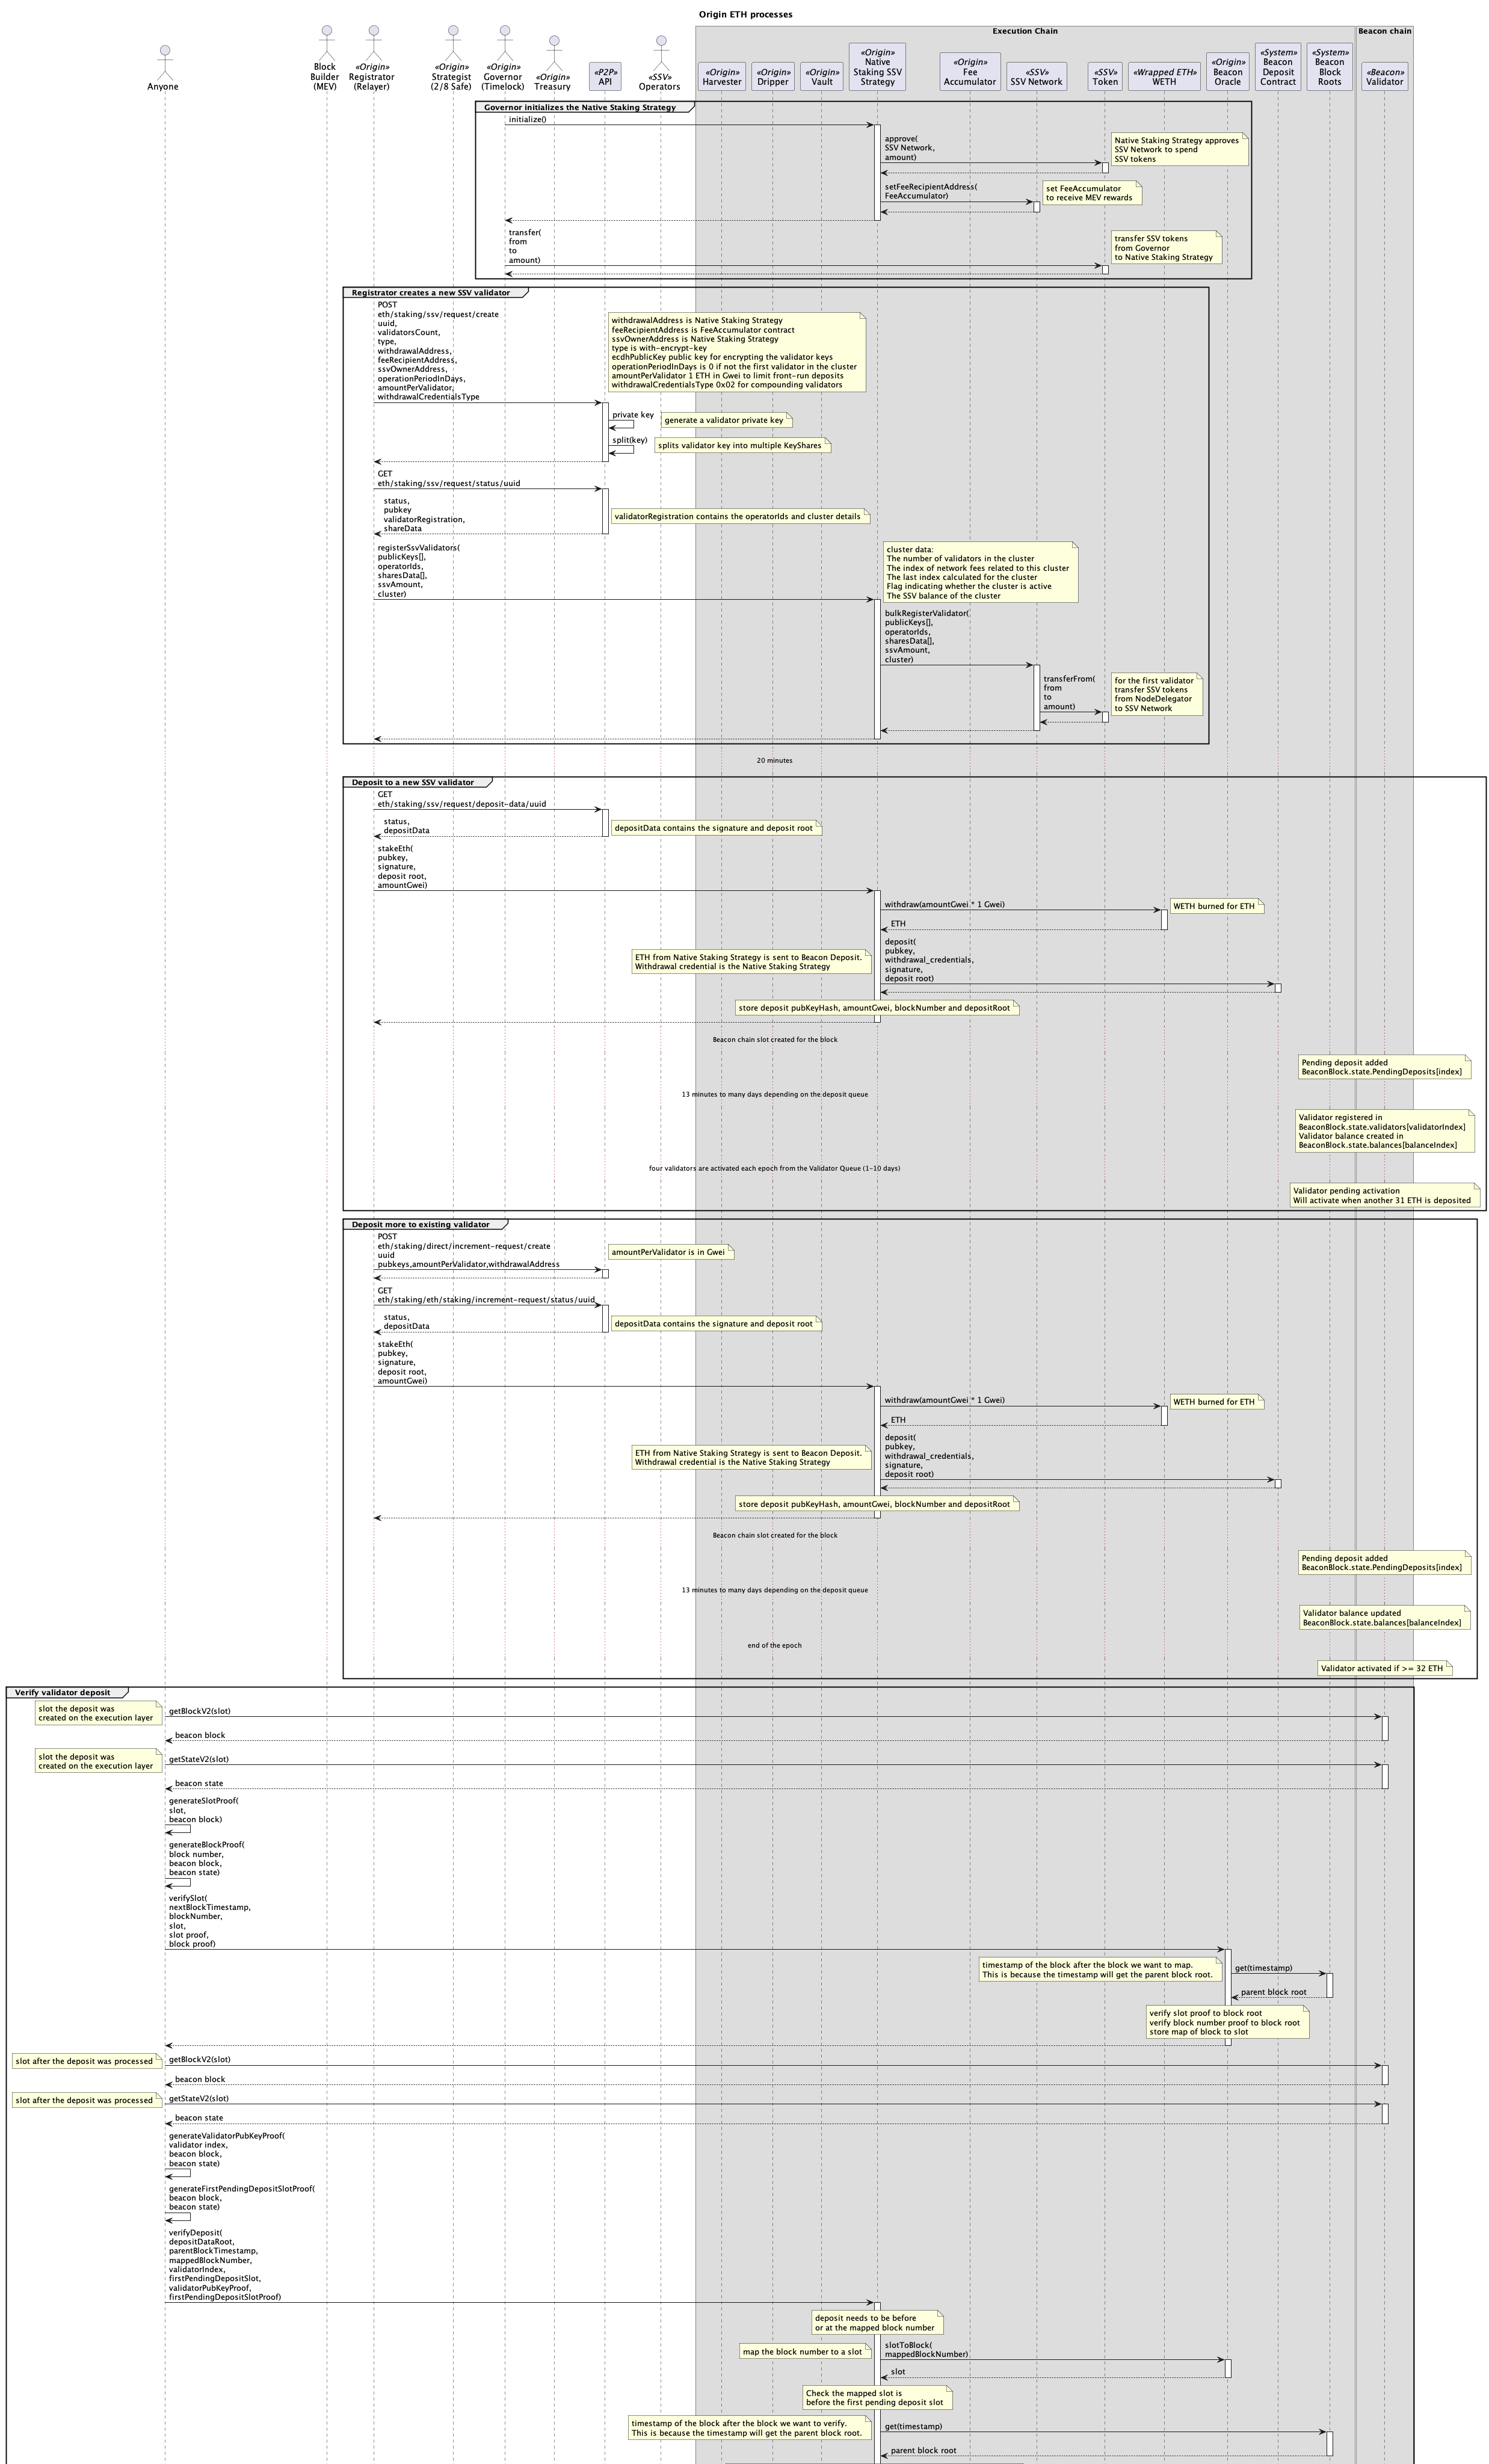 Origin ETH processes
Execution Chain
Beacon chain
Anyone
Block
Builder
(MEV)
«Origin»
Registrator
(Relayer)
«Origin»
Strategist
(2/8 Safe)
«Origin»
Governor
(Timelock)
«Origin»
Treasury
«P2P»
API
«SSV»
Operators
«Origin»
Harvester
«Origin»
Dripper
«Origin»
Vault
«Origin»
Native
Staking SSV
Strategy
«Origin»
Fee
Accumulator
«SSV»
SSV Network
«SSV»
Token
«Wrapped ETH»
WETH
«Origin»
Beacon
Oracle
«System»
Beacon
Deposit
Contract
«System»
Beacon
Block
Roots
«Beacon»
Validator
Governor initializes the Native Staking Strategy
initialize()
approve(
SSV Network,
amount)
Native Staking Strategy approves
SSV Network to spend
SSV tokens
setFeeRecipientAddress(
FeeAccumulator)
set FeeAccumulator
to receive MEV rewards
transfer(
from
to
amount)
transfer SSV tokens
from Governor
to Native Staking Strategy
Registrator creates a new SSV validator
POST
eth/staking/ssv/request/create
uuid,
validatorsCount,
type,
withdrawalAddress,
feeRecipientAddress,
ssvOwnerAddress,
operationPeriodInDays,
amountPerValidator,
withdrawalCredentialsType
withdrawalAddress is Native Staking Strategy
feeRecipientAddress is FeeAccumulator contract
ssvOwnerAddress is Native Staking Strategy
type is with-encrypt-key
ecdhPublicKey public key for encrypting the validator keys
operationPeriodInDays is 0 if not the first validator in the cluster
amountPerValidator 1 ETH in Gwei to limit front-run deposits
withdrawalCredentialsType 0x02 for compounding validators
private key
generate a validator private key
split(key)
splits validator key into multiple KeyShares
GET
eth/staking/ssv/request/status/uuid
status,
pubkey
validatorRegistration,
shareData
validatorRegistration contains the operatorIds and cluster details
registerSsvValidators(
publicKeys[],
operatorIds,
sharesData[],
ssvAmount,
cluster)
cluster data:
The number of validators in the cluster
The index of network fees related to this cluster
The last index calculated for the cluster
Flag indicating whether the cluster is active
The SSV balance of the cluster
bulkRegisterValidator(
publicKeys[],
operatorIds,
sharesData[],
ssvAmount,
cluster)
transferFrom(
from
to
amount)
for the first validator
transfer SSV tokens
from NodeDelegator
to SSV Network
20 minutes
Deposit to a new SSV validator
GET
eth/staking/ssv/request/deposit-data/uuid
status,
depositData
depositData contains the signature and deposit root
stakeEth(
pubkey,
signature,
deposit root,
amountGwei)
withdraw(amountGwei * 1 Gwei)
WETH burned for ETH
ETH
ETH from Native Staking Strategy is sent to Beacon Deposit.
Withdrawal credential is the Native Staking Strategy
deposit(
pubkey,
withdrawal_credentials,
signature,
deposit root)
store deposit pubKeyHash, amountGwei, blockNumber and depositRoot
Beacon chain slot created for the block
Pending deposit added
BeaconBlock.state.PendingDeposits[index]
13 minutes to many days depending on the deposit queue
Validator registered in
BeaconBlock.state.validators[validatorIndex]
Validator balance created in
BeaconBlock.state.balances[balanceIndex]
four validators are activated each epoch from the Validator Queue (1-10 days)
Validator pending activation
Will activate when another 31 ETH is deposited
Deposit more to existing validator
POST
eth/staking/direct/increment-request/create
uuid
pubkeys,amountPerValidator,withdrawalAddress
amountPerValidator is in Gwei
GET
eth/staking/eth/staking/increment-request/status/uuid
status,
depositData
depositData contains the signature and deposit root
stakeEth(
pubkey,
signature,
deposit root,
amountGwei)
withdraw(amountGwei * 1 Gwei)
WETH burned for ETH
ETH
ETH from Native Staking Strategy is sent to Beacon Deposit.
Withdrawal credential is the Native Staking Strategy
deposit(
pubkey,
withdrawal_credentials,
signature,
deposit root)
store deposit pubKeyHash, amountGwei, blockNumber and depositRoot
Beacon chain slot created for the block
Pending deposit added
BeaconBlock.state.PendingDeposits[index]
13 minutes to many days depending on the deposit queue
Validator balance updated
BeaconBlock.state.balances[balanceIndex]
end of the epoch
Validator activated if >= 32 ETH
Verify validator deposit
slot the deposit was
created on the execution layer
getBlockV2(slot)
beacon block
slot the deposit was
created on the execution layer
getStateV2(slot)
beacon state
generateSlotProof(
slot,
beacon block)
generateBlockProof(
block number,
beacon block,
beacon state)
verifySlot(
nextBlockTimestamp,
blockNumber,
slot,
slot proof,
block proof)
timestamp of the block after the block we want to map.
This is because the timestamp will get the parent block root.
get(timestamp)
parent block root
verify slot proof to block root
verify block number proof to block root
store map of block to slot
slot after the deposit was processed
getBlockV2(slot)
beacon block
slot after the deposit was processed
getStateV2(slot)
beacon state
generateValidatorPubKeyProof(
validator index,
beacon block,
beacon state)
generateFirstPendingDepositSlotProof(
beacon block,
beacon state)
verifyDeposit(
depositDataRoot,
parentBlockTimestamp,
mappedBlockNumber,
validatorIndex,
firstPendingDepositSlot,
validatorPubKeyProof,
firstPendingDepositSlotProof)
deposit needs to be before
or at the mapped block number
map the block number to a slot
slotToBlock(
mappedBlockNumber)
slot
Check the mapped slot is
before the first pending deposit slot
timestamp of the block after the block we want to verify.
This is because the timestamp will get the parent block root.
get(timestamp)
parent block root